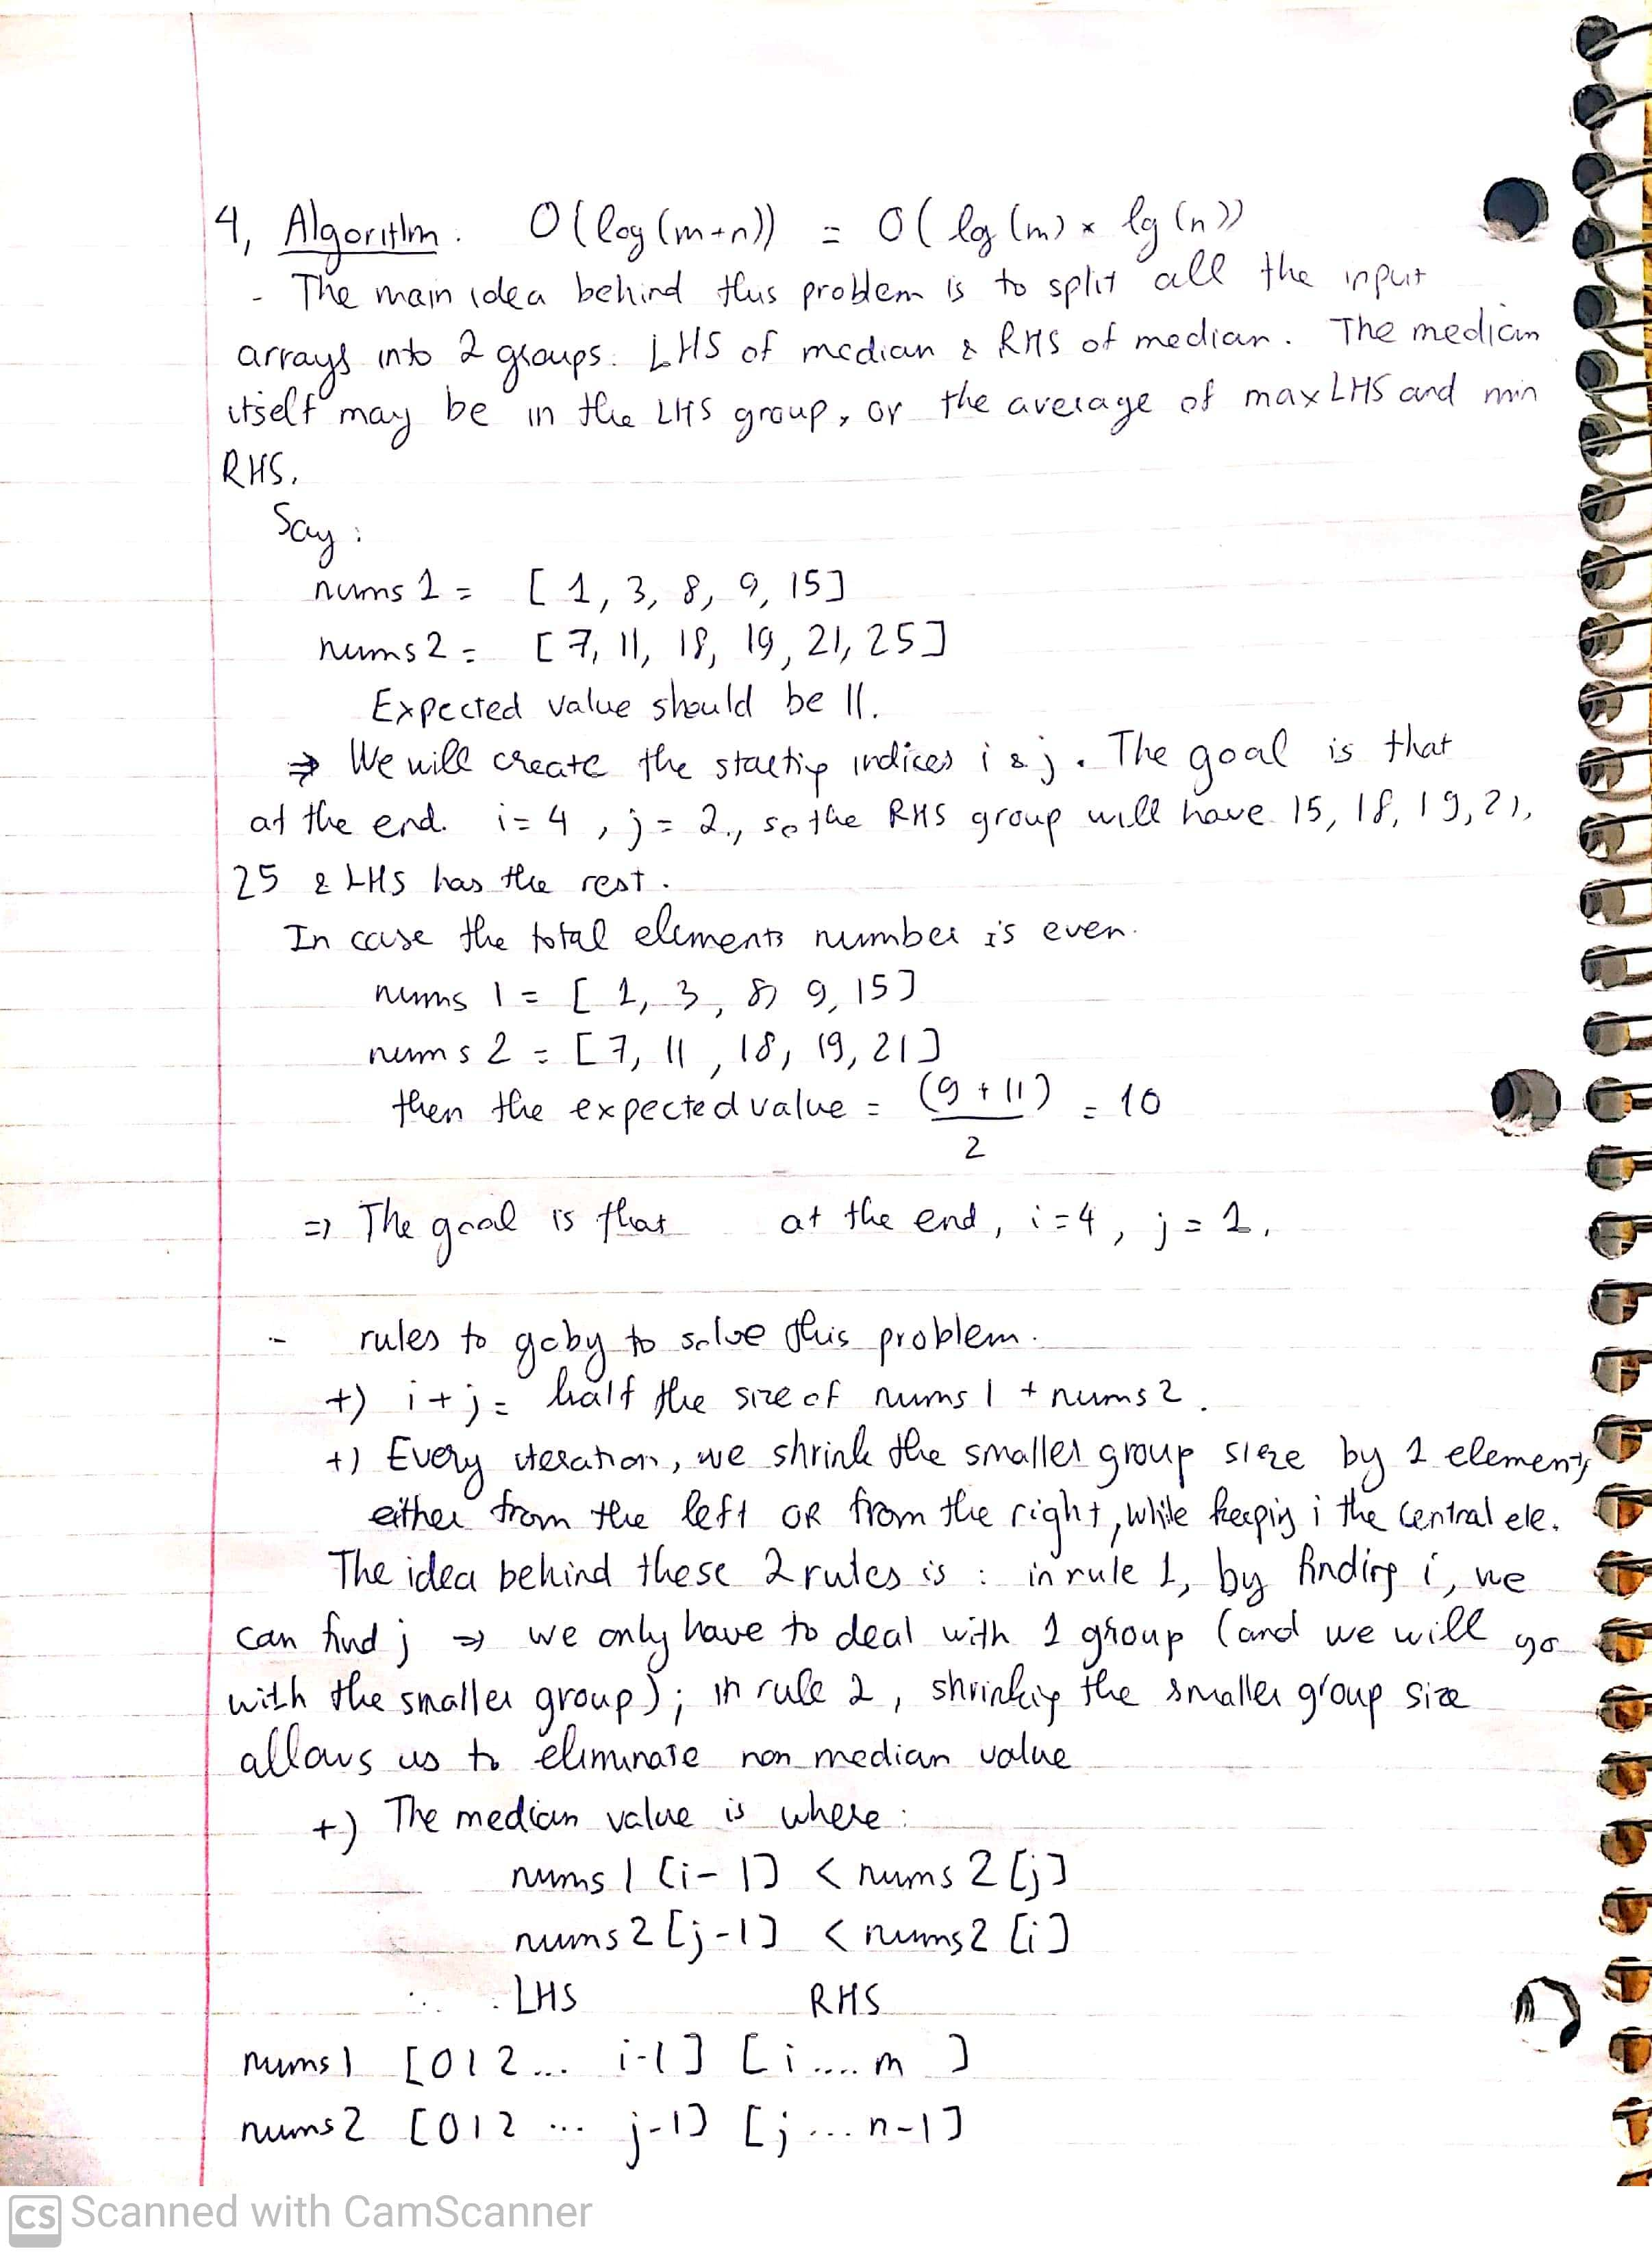 4, Algorithm. O(log(m+n)) = O(lg(m) × lg(n))
- The main idea behind this problem is to split all the input
arrays into 2 groups. LHS of median & RHS of median. The median
itself may be in the LHS group, or the average of max LHS and min
RHS.
Say:
nums 1 = [1, 3, 8, 9, 15]
nums 2 = [7, 11, 18, 19, 21, 25]
Expected value should be 11.
⇒ We will create the starting indices i & j. The goal is that
at the end. i = 4, j = 2., so the RHS group will have 15, 18, 19, 21,
25 & LHS has the rest.
In case the total elements number is even.
nums 1 = [1, 3, 8, 9, 15]
nums 2 = [7, 11, 18, 19, 21]
then the expected value = (9 + 11) = 10
2
⇒ The goal is that at the end, i = 4, j = 1.
- rules to go by to solve this problem.
+) i + j = half the size of nums 1 + nums 2.
+) Every iteration, we shrink the smaller group sieze by 1 element,
either from the left OR from the right, while keeping i the central ele.
The idea behind these 2 rules is : in rule 1, by finding i, we
can find j ⇒ we only have to deal with 1 group (and we will go
with the smaller group); in rule 2, shrinking the smaller group size
allows us to eliminate non median value
+) The median value is where:
nums 1 [i-1] < nums 2 [j]
nums 2 [j-1] < nums 2 [i]
LHS RHS
nums 1 [0 1 2 ... i-1] [i .... m ]
nums 2 [0 1 2 ... j-1] [j ... n-1]
CS Scanned with CamScanner